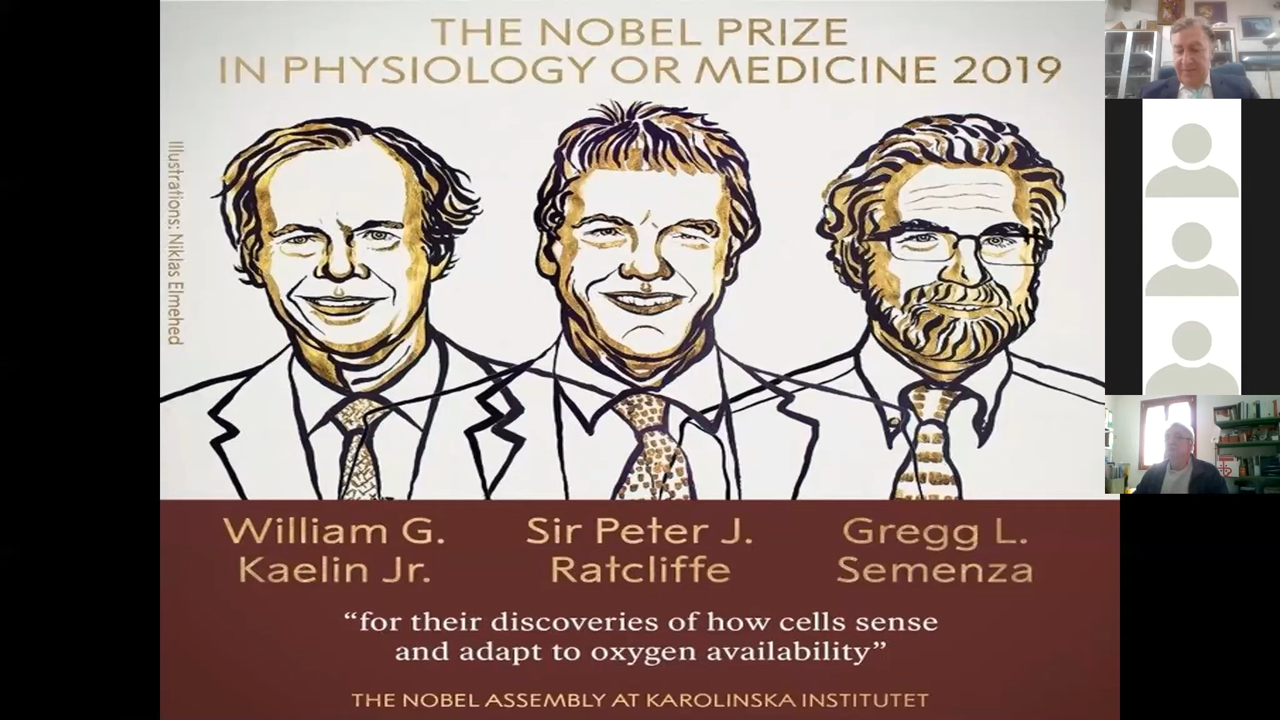 THE NOBEL PRIZE
IN PHYSIOLOGY OR MEDICINE 2019
Illustrations: Niklas Elmehed
William G.
Kaelin Jr.
Sir Peter J.
Ratcliffe
Gregg L.
Semenza
“for their discoveries of how cells sense
and adapt to oxygen availability”
THE NOBEL ASSEMBLY AT KAROLINSKA INSTITUTET